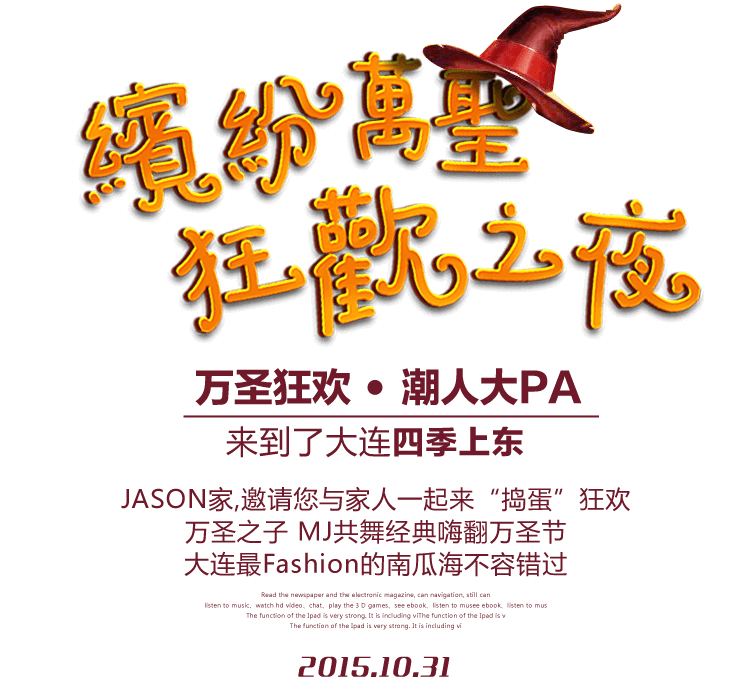 繽紛萬聖
狂歡之夜
万圣狂欢 • 潮人大PA
来到了大连四季上东
JASON家,邀请您与家人一起来“捣蛋”狂欢
万圣之子 MJ共舞经典嗨翻万圣节
大连最Fashion的南瓜海不容错过
Read the newspaper and the electronic magazine, can navigation, still can
listen to music、watch hd video、chat、play the 3 D games、see ebook、listen to musee ebook、listen to mus
The function of the Ipad is very strong. It is including viThe function of the Ipad is v
The function of the Ipad is very strong. It is including vi
2015.10.31